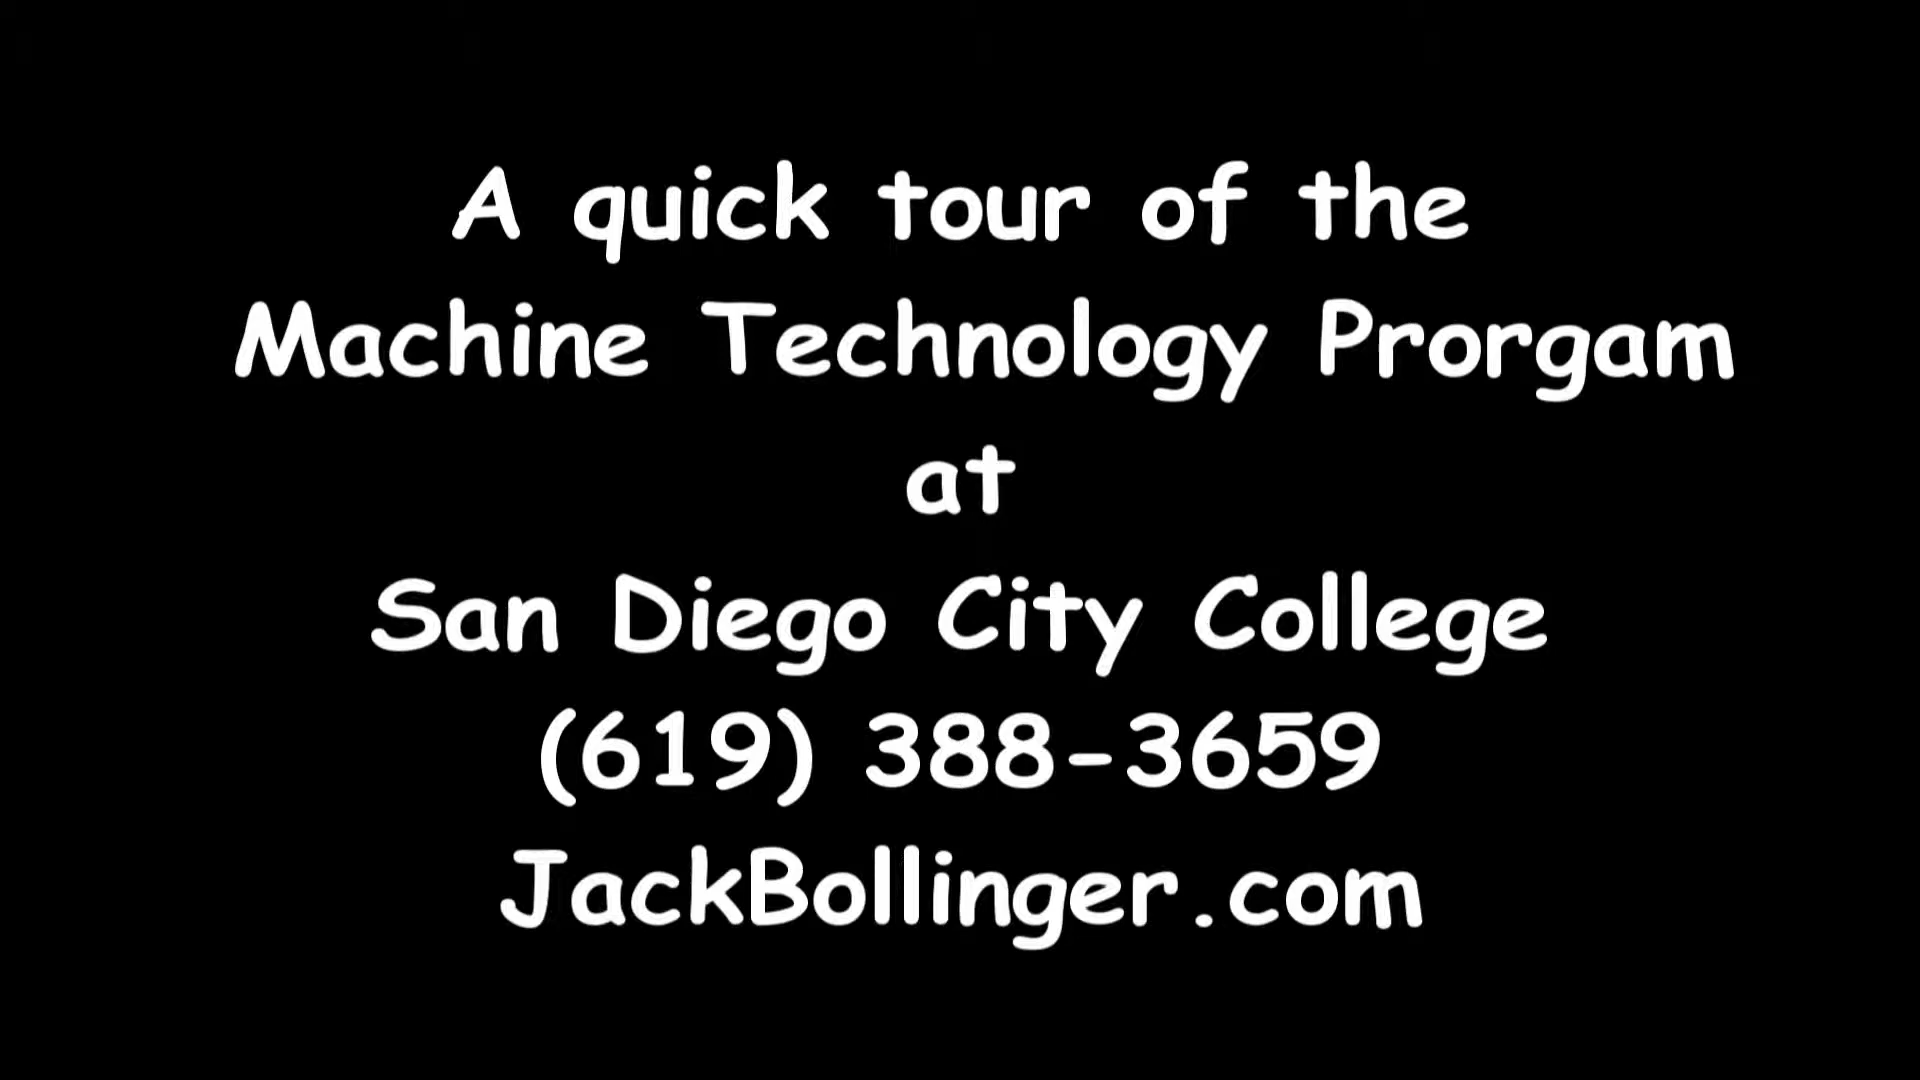 A quick tour of the
Machine Technology Prorgam
at
San Diego City College
(619) 388-3659
JackBollinger.com